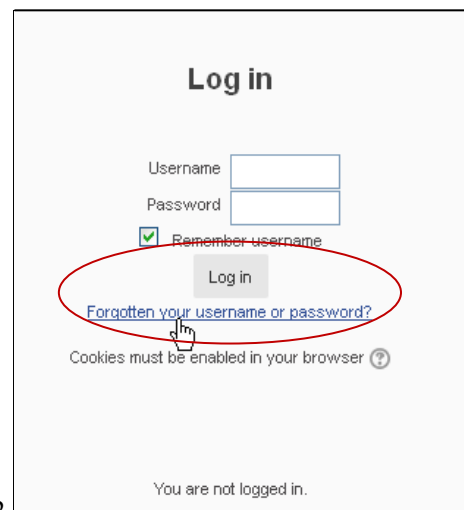 Log in
Username
Password
Remember username
Log in
Forgotten your username or password?
Cookies must be enabled in your browser ?
You are not logged in.